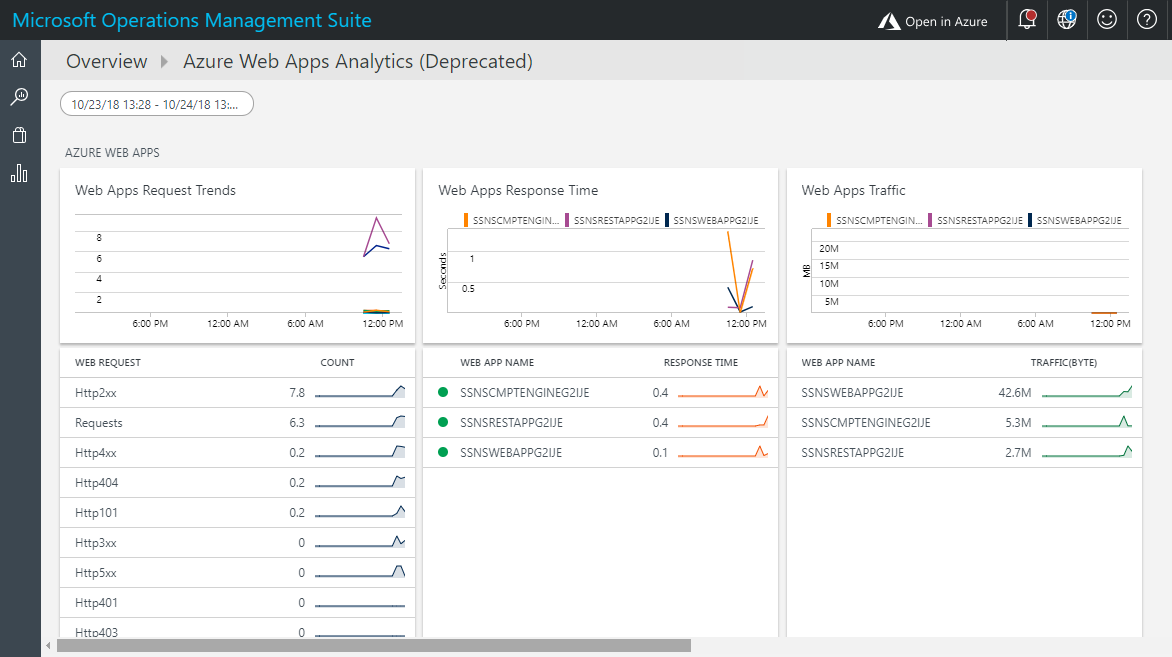 Microsoft Operations Management Suite
Open in Azure
Overview
Azure Web Apps Analytics (Deprecated)
10/23/18 13:28 - 10/24/18 13:...
AZURE WEB APPS
Web Apps Request Trends
8
6
4
2
6:00 PM 12:00 AM 6:00 AM 12:00 PM
WEB REQUEST COUNT
Http2xx 7.8
Requests 6.3
Http4xx 0.2
Http404 0.2
Http101 0.2
Http3xx 0
Http5xx 0
Http401 0
Http403 0
Web Apps Response Time
SSNSCMPTENGIN... SSNSRESTAPPG2IJE SSNSWEBAPPG2IJE
Seconds
1
0.5
6:00 PM 12:00 AM 6:00 AM 12:00 PM
WEB APP NAME RESPONSE TIME
SSNSCMPTENGINEG2IJE 0.4
SSNSRESTAPPG2IJE 0.4
SSNSWEBAPPG2IJE 0.1
Web Apps Traffic
SSNSCMPTENGIN... SSNSRESTAPPG2IJE SSNSWEBAPPG2IJE
MB
20M
15M
10M
5M
6:00 PM 12:00 AM 6:00 AM 12:00 PM
WEB APP NAME TRAFFIC(BYTE)
SSNSWEBAPPG2IJE 42.6M
SSNSCMPTENGINEG2IJE 5.3M
SSNSRESTAPPG2IJE 2.7M